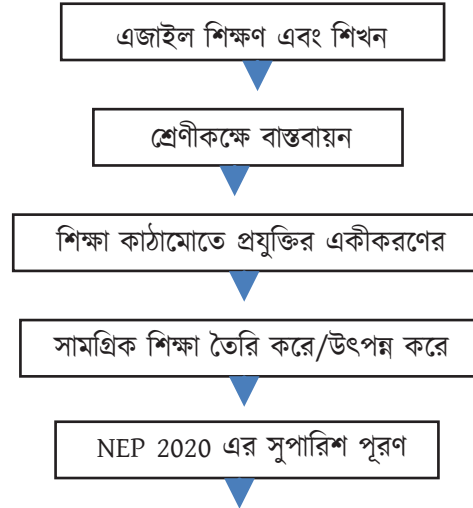 এজাইল শিক্ষণ এবং শিখন
শ্রেণীকক্ষে বাস্তবায়ন
শিক্ষা কাঠামোতে প্রযুক্তির একীকরণের
সামগ্রিক শিক্ষা তৈরি করে/উৎপন্ন করে
NEP 2020 এর সুপারিশ পূরণ